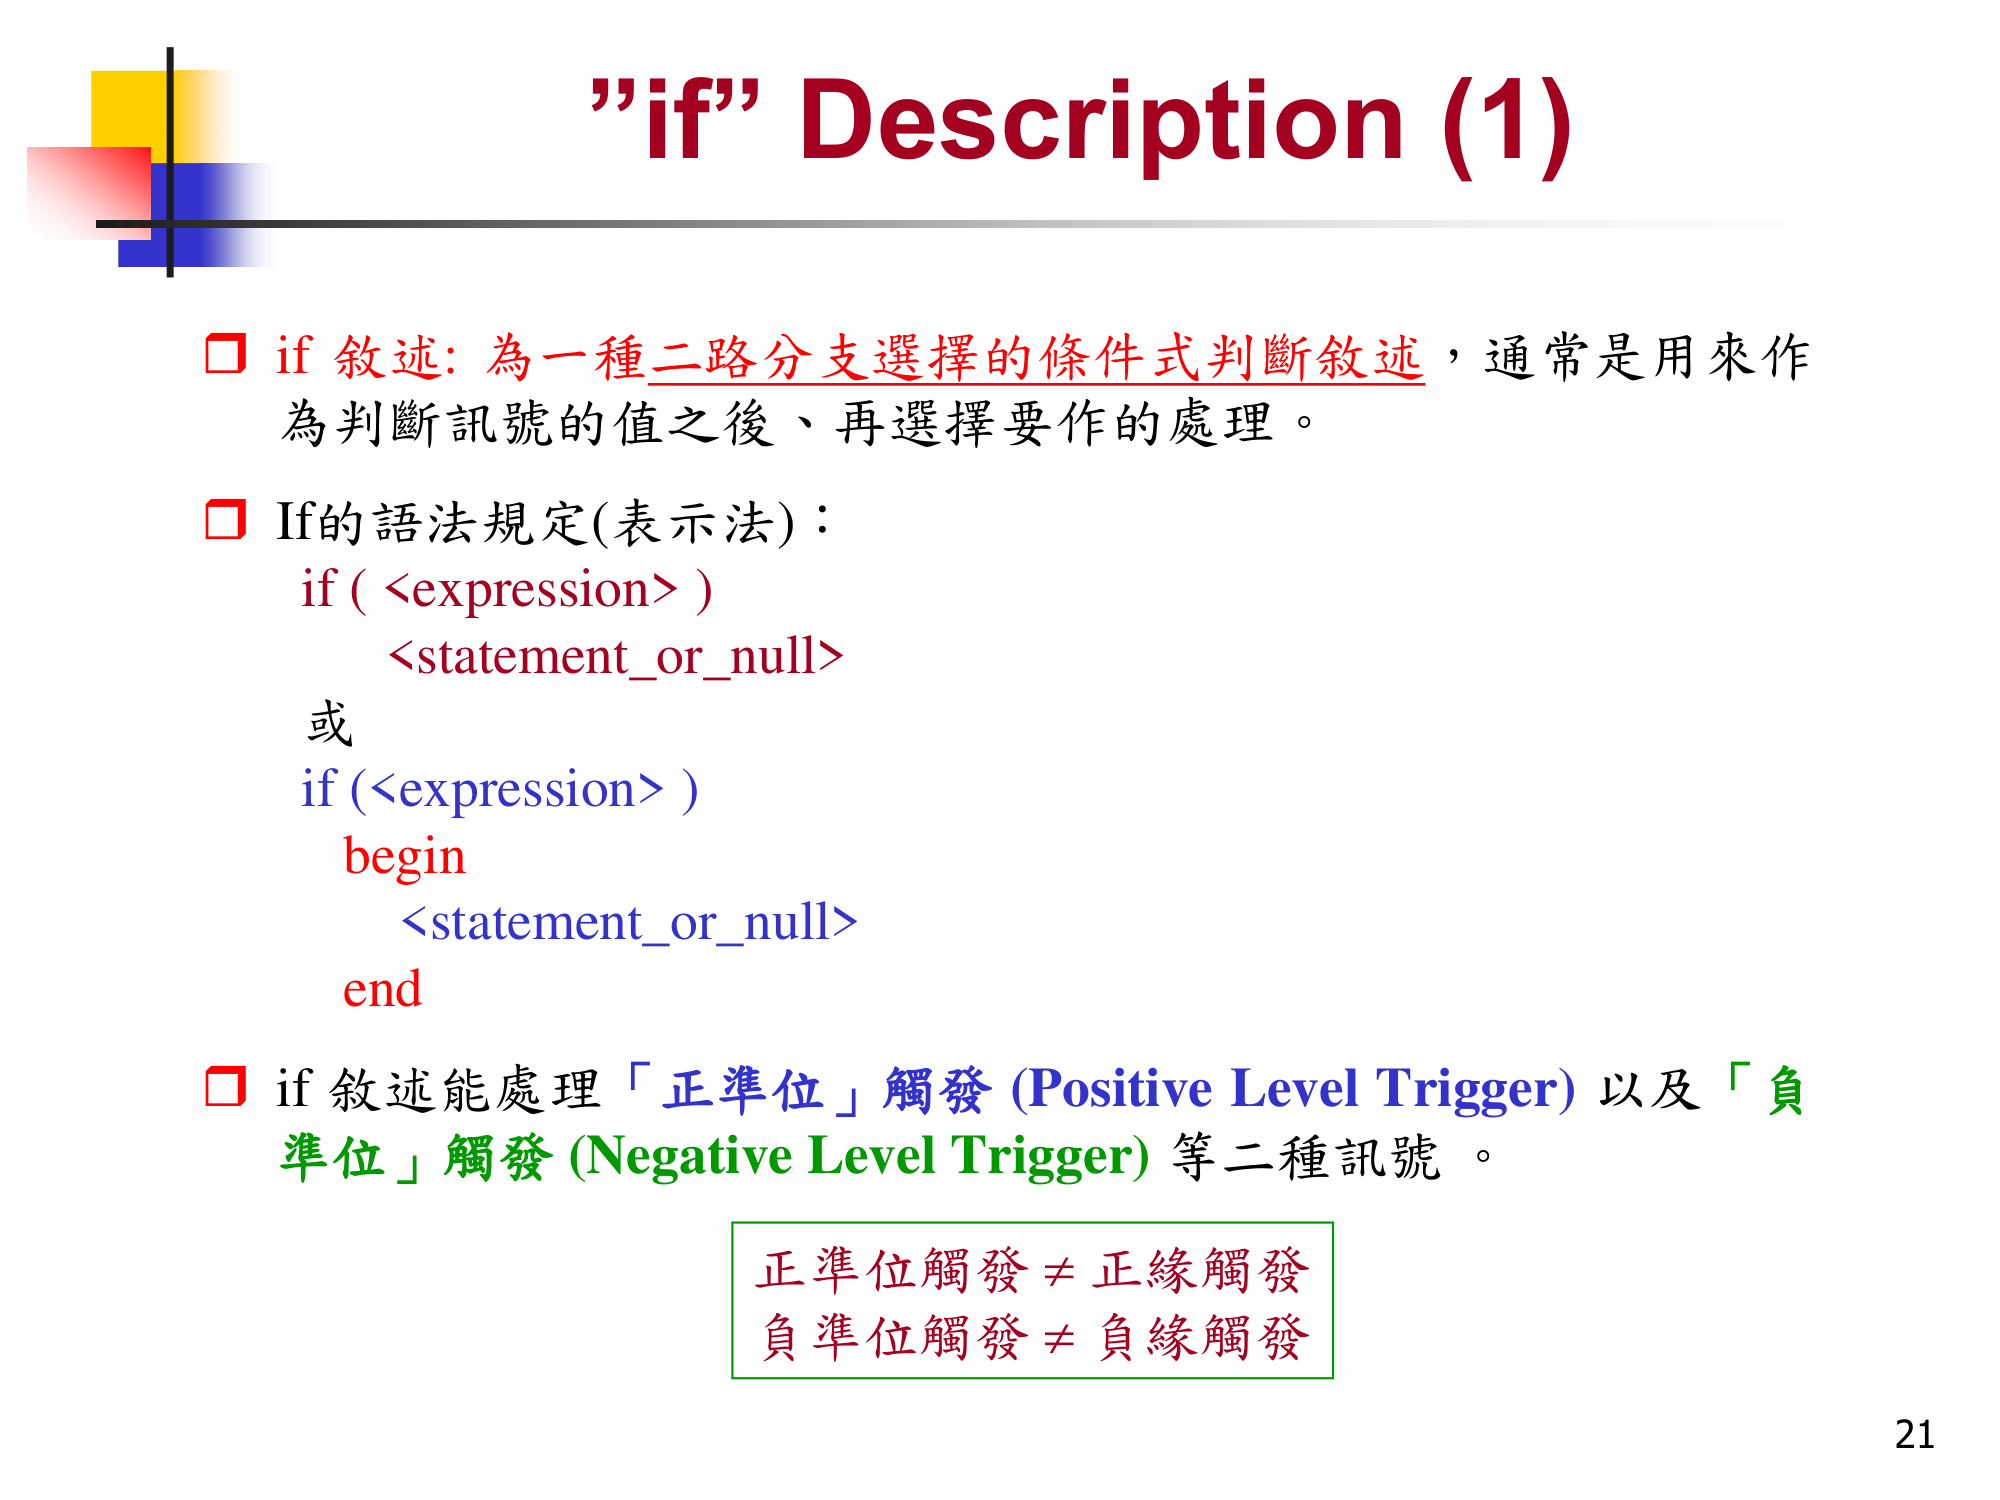 ”if” Description (1)
if 敘述: 為一種二路分支選擇的條件式判斷敘述，通常是用來作
為判斷訊號的值之後、再選擇要作的處理。
If的語法規定(表示法)：
if ( <expression> )
<statement_or_null>
或
if (<expression> )
begin
<statement_or_null>
end
if 敘述能處理「正準位」觸發 (Positive Level Trigger) 以及「負
準位」觸發 (Negative Level Trigger) 等二種訊號 。
正準位觸發 ≠ 正緣觸發
負準位觸發 ≠ 負緣觸發
21